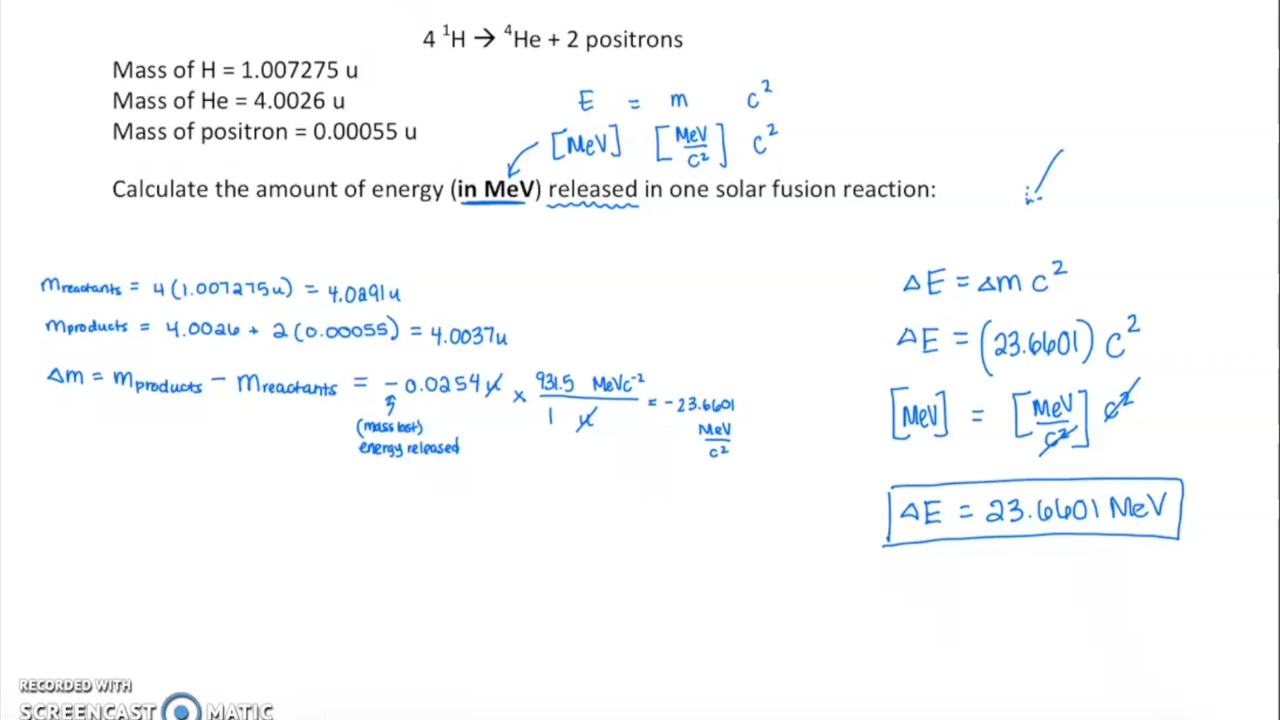 4 ¹H → ⁴He + 2 positrons
Mass of H = 1.007275 u
Mass of He = 4.0026 u
Mass of positron = 0.00055 u
E = m c²
[MeV] [MeV/c²] c²
Calculate the amount of energy (in MeV) released in one solar fusion reaction:
mreactants = 4(1.007275u) = 4.0291u
mproducts = 4.0026 + 2(0.00055) = 4.0037u
Δm = mproducts - mreactants = -0.0254u × 931.5 MeVc⁻² / 1 u = -23.6601 MeV/c²
(mass lost)
energy released
ΔE = Δm c²
ΔE = (23.6601) c²
[MeV] = [MeV/c²] c²
ΔE = 23.6601 MeV
RECORDED WITH
SCREENCAST MATIC